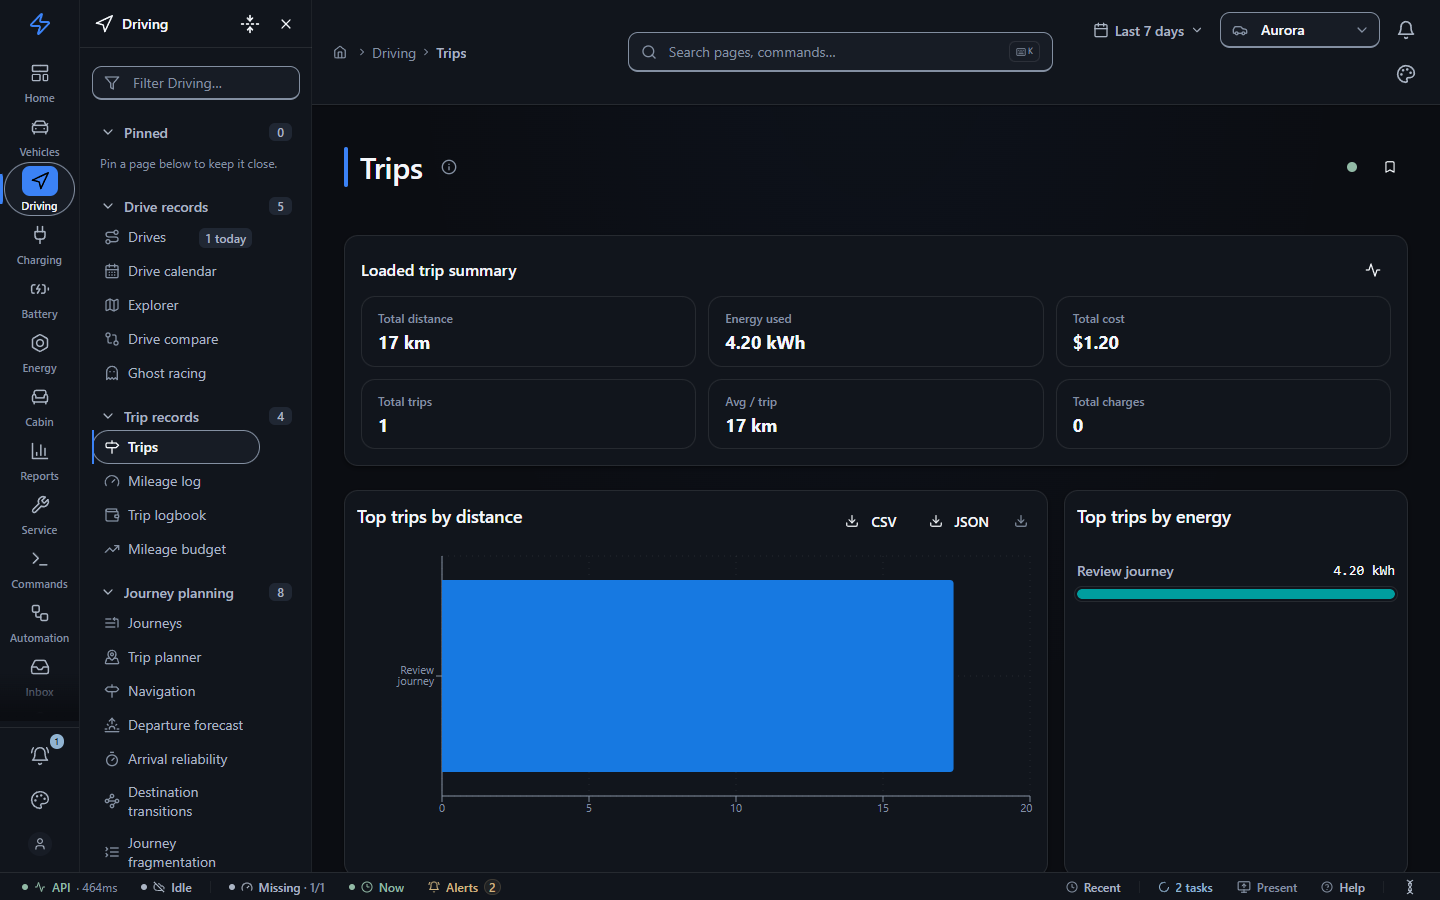 Home
Vehicles
Driving
Charging
Battery
Energy
Cabin
Reports
Service
Commands
Automation
Inbox
1
Driving
Filter Driving...
Pinned 0
Pin a page below to keep it close.
Drive records 5
Drives 1 today
Drive calendar
Explorer
Drive compare
Ghost racing
Trip records 4
Trips
Mileage log
Trip logbook
Mileage budget
Journey planning 8
Journeys
Trip planner
Navigation
Departure forecast
Arrival reliability
Destination
transitions
Journey
fragmentation
Driving > Trips
Search pages, commands... K
Last 7 days
Aurora
Trips
Loaded trip summary
Total distance
17 km
Energy used
4.20 kWh
Total cost
$1.20
Total trips
1
Avg / trip
17 km
Total charges
0
Top trips by distance
CSV
JSON
Review
journey
0 5 10 15 20
Top trips by energy
Review journey 4.20 kWh
API · 464ms
Idle
Missing · 1/1
Now
Alerts 2
Recent
2 tasks
Present
Help